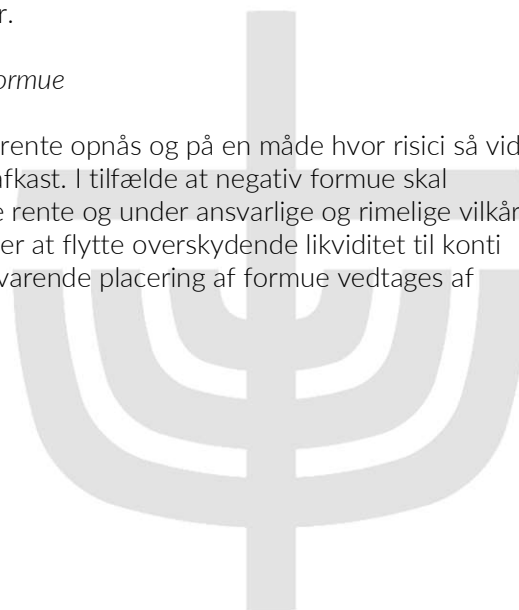 r.
ormue
rente opnås og på en måde hvor risici så vid
afkast. I tilfælde at negativ formue skal
e rente og under ansvarlige og rimelige vilkår
er at flytte overskydende likviditet til konti
varende placering af formue vedtages af